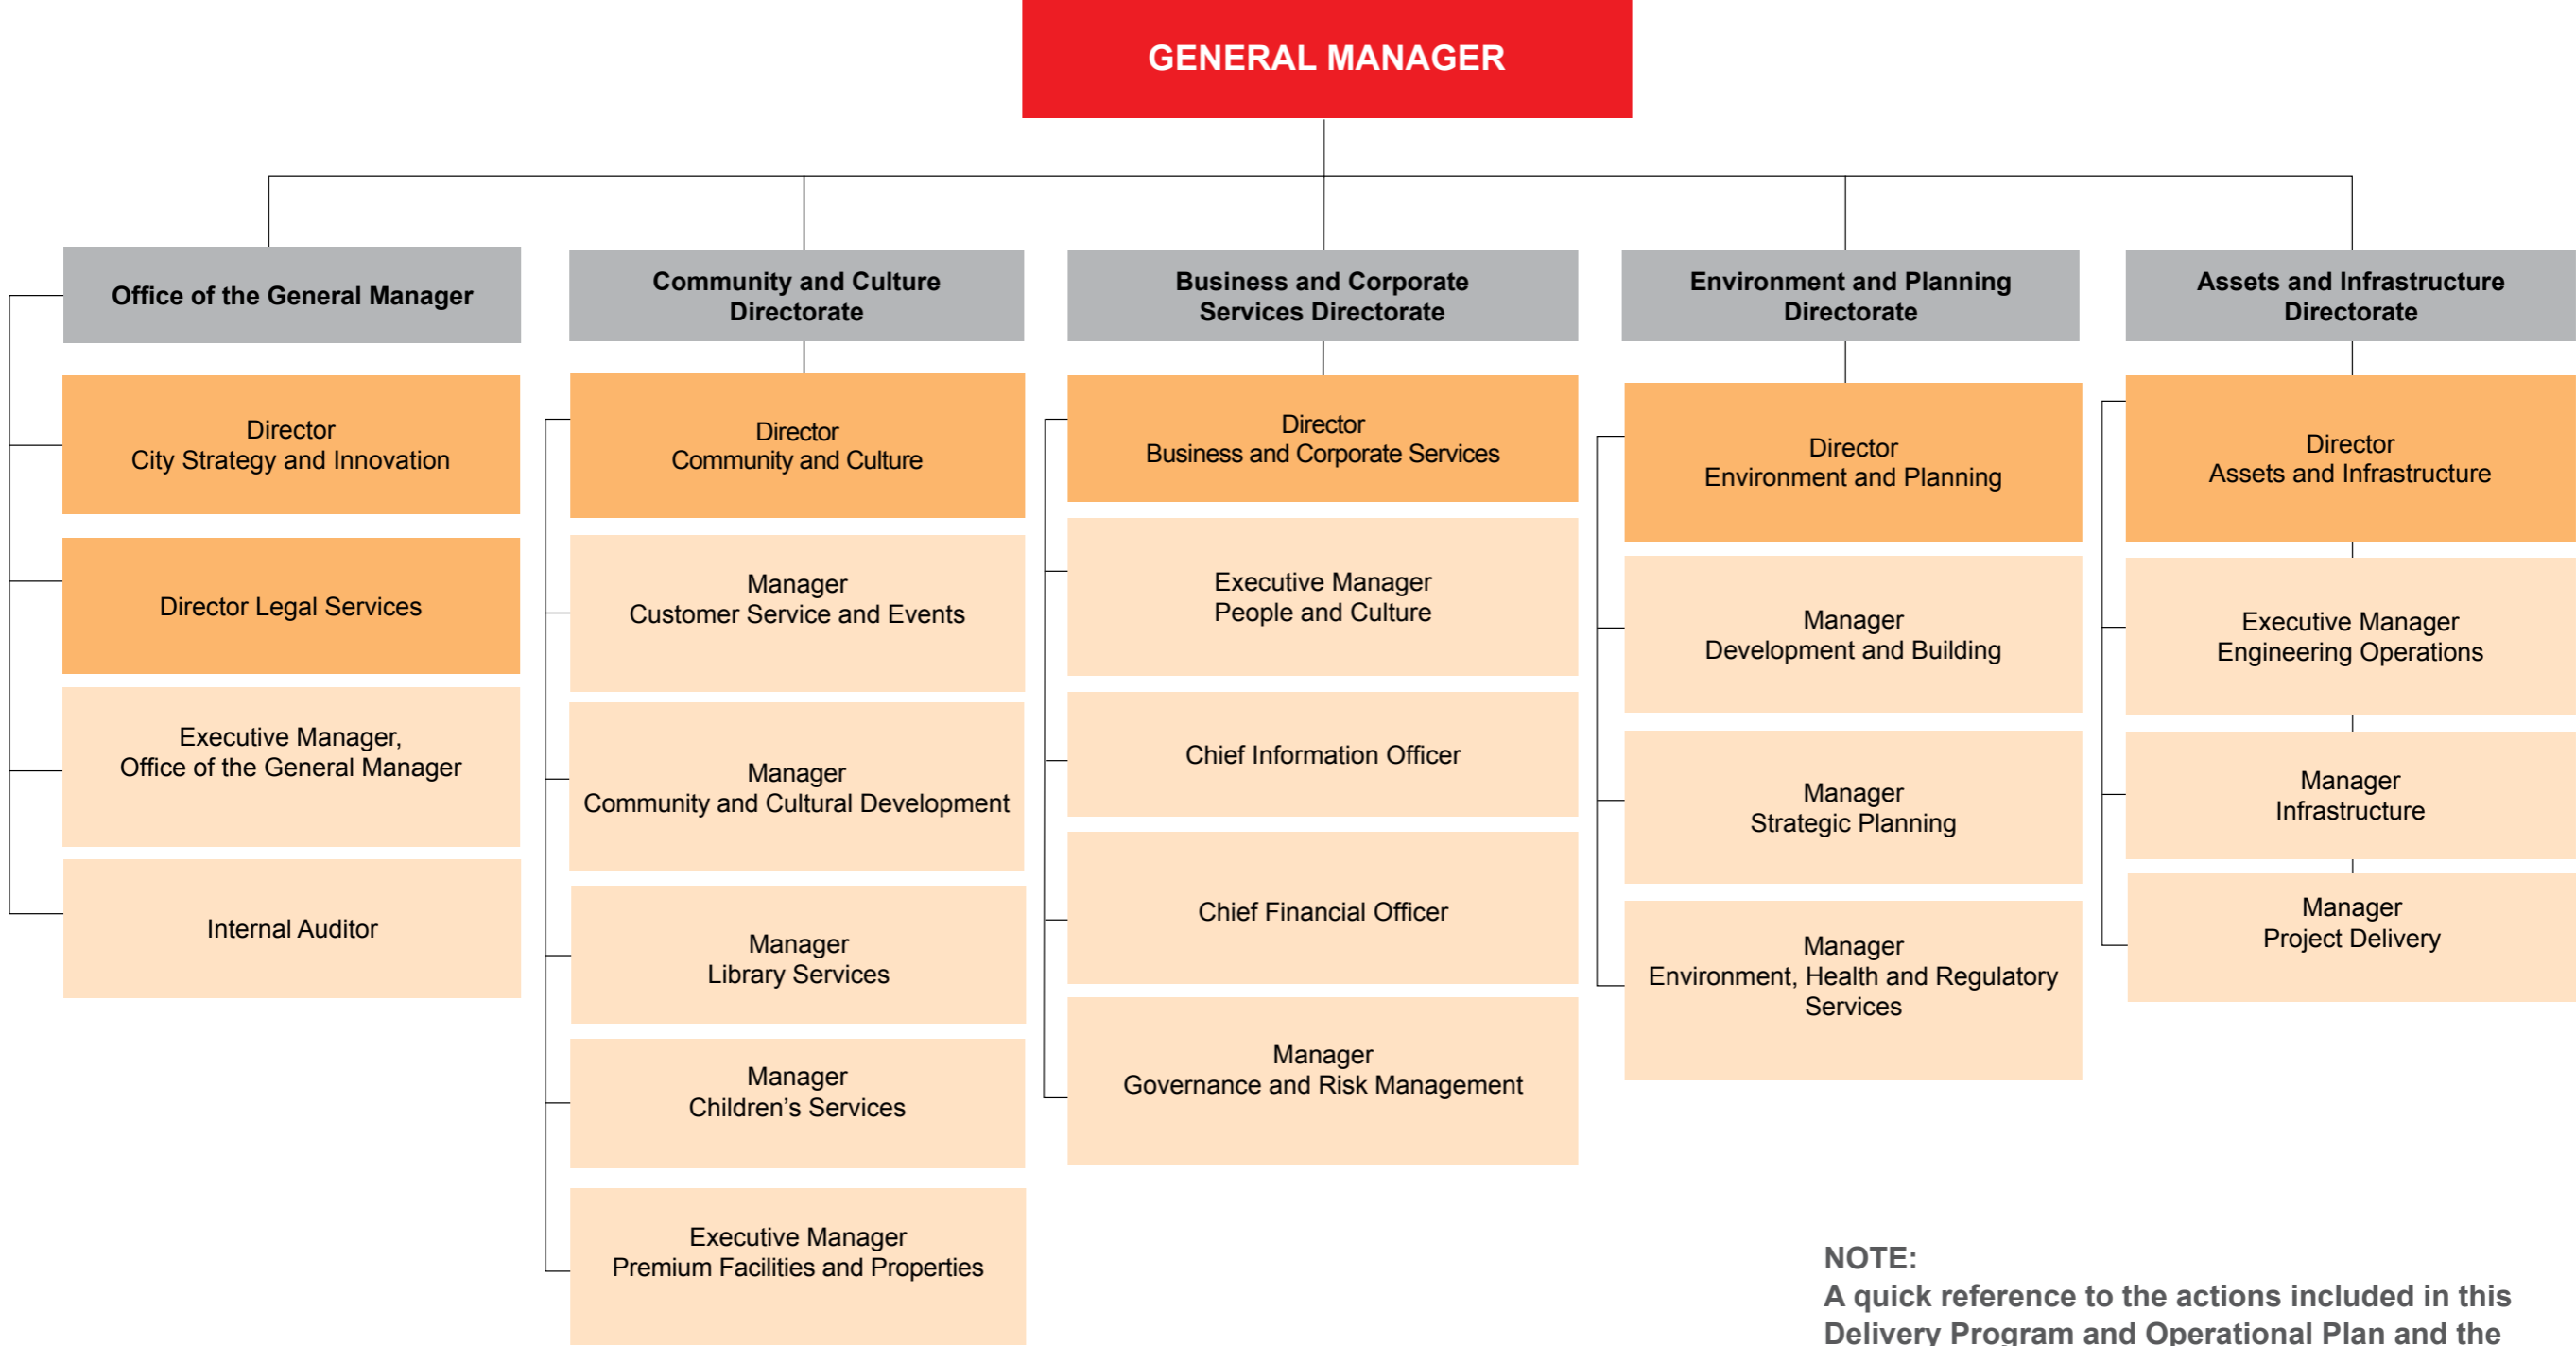 GENERAL MANAGER
Office of the General Manager
Director
City Strategy and Innovation
Director Legal Services
Executive Manager,
Office of the General Manager
Internal Auditor
Community and Culture
Directorate
Director
Community and Culture
Manager
Customer Service and Events
Manager
Community and Cultural Development
Manager
Library Services
Manager
Children’s Services
Executive Manager
Premium Facilities and Properties
Business and Corporate
Services Directorate
Director
Business and Corporate Services
Executive Manager
People and Culture
Chief Information Officer
Chief Financial Officer
Manager
Governance and Risk Management
Environment and Planning
Directorate
Director
Environment and Planning
Manager
Development and Building
Manager
Strategic Planning
Manager
Environment, Health and Regulatory
Services
Assets and Infrastructure
Directorate
Director
Assets and Infrastructure
Executive Manager
Engineering Operations
Manager
Infrastructure
Manager
Project Delivery
NOTE:
A quick reference to the actions included in this
Delivery Program and Operational Plan and the